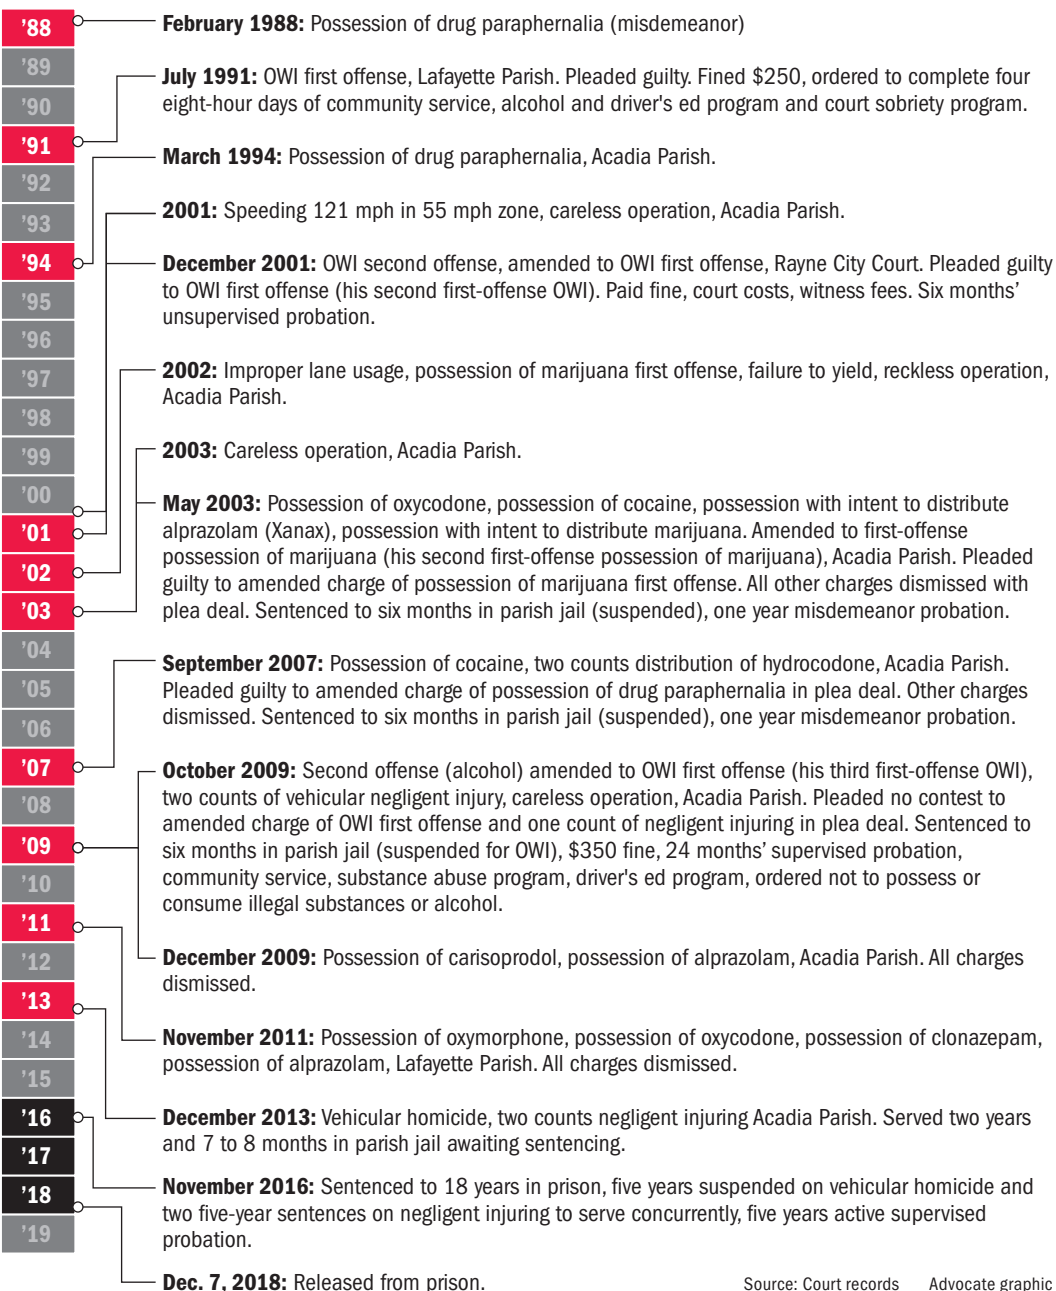 '88
'89
'90
'91
'92
'93
'94
'95
'96
'97
'98
'99
'00
'01
'02
'03
'04
'05
'06
'07
'08
'09
'10
'11
'12
'13
'14
'15
'16
'17
'18
'19
February 1988: Possession of drug paraphernalia (misdemeanor)
July 1991: OWI first offense, Lafayette Parish. Pleaded guilty. Fined $250, ordered to complete four
eight-hour days of community service, alcohol and driver's ed program and court sobriety program.
March 1994: Possession of drug paraphernalia, Acadia Parish.
2001: Speeding 121 mph in 55 mph zone, careless operation, Acadia Parish.
December 2001: OWI second offense, amended to OWI first offense, Rayne City Court. Pleaded guilty
to OWI first offense (his second first-offense OWI). Paid fine, court costs, witness fees. Six months’
unsupervised probation.
2002: Improper lane usage, possession of marijuana first offense, failure to yield, reckless operation,
Acadia Parish.
2003: Careless operation, Acadia Parish.
May 2003: Possession of oxycodone, possession of cocaine, possession with intent to distribute
alprazolam (Xanax), possession with intent to distribute marijuana. Amended to first-offense
possession of marijuana (his second first-offense possession of marijuana), Acadia Parish. Pleaded
guilty to amended charge of possession of marijuana first offense. All other charges dismissed with
plea deal. Sentenced to six months in parish jail (suspended), one year misdemeanor probation.
September 2007: Possession of cocaine, two counts distribution of hydrocodone, Acadia Parish.
Pleaded guilty to amended charge of possession of drug paraphernalia in plea deal. Other charges
dismissed. Sentenced to six months in parish jail (suspended), one year misdemeanor probation.
October 2009: Second offense (alcohol) amended to OWI first offense (his third first-offense OWI),
two counts of vehicular negligent injury, careless operation, Acadia Parish. Pleaded no contest to
amended charge of OWI first offense and one count of negligent injuring in plea deal. Sentenced to
six months in parish jail (suspended for OWI), $350 fine, 24 months’ supervised probation,
community service, substance abuse program, driver's ed program, ordered not to possess or
consume illegal substances or alcohol.
December 2009: Possession of carisoprodol, possession of alprazolam, Acadia Parish. All charges
dismissed.
November 2011: Possession of oxymorphone, possession of oxycodone, possession of clonazepam,
possession of alprazolam, Lafayette Parish. All charges dismissed.
December 2013: Vehicular homicide, two counts negligent injuring Acadia Parish. Served two years
and 7 to 8 months in parish jail awaiting sentencing.
November 2016: Sentenced to 18 years in prison, five years suspended on vehicular homicide and
two five-year sentences on negligent injuring to serve concurrently, five years active supervised
probation.
Dec. 7, 2018: Released from prison.
Source: Court records Advocate graphic